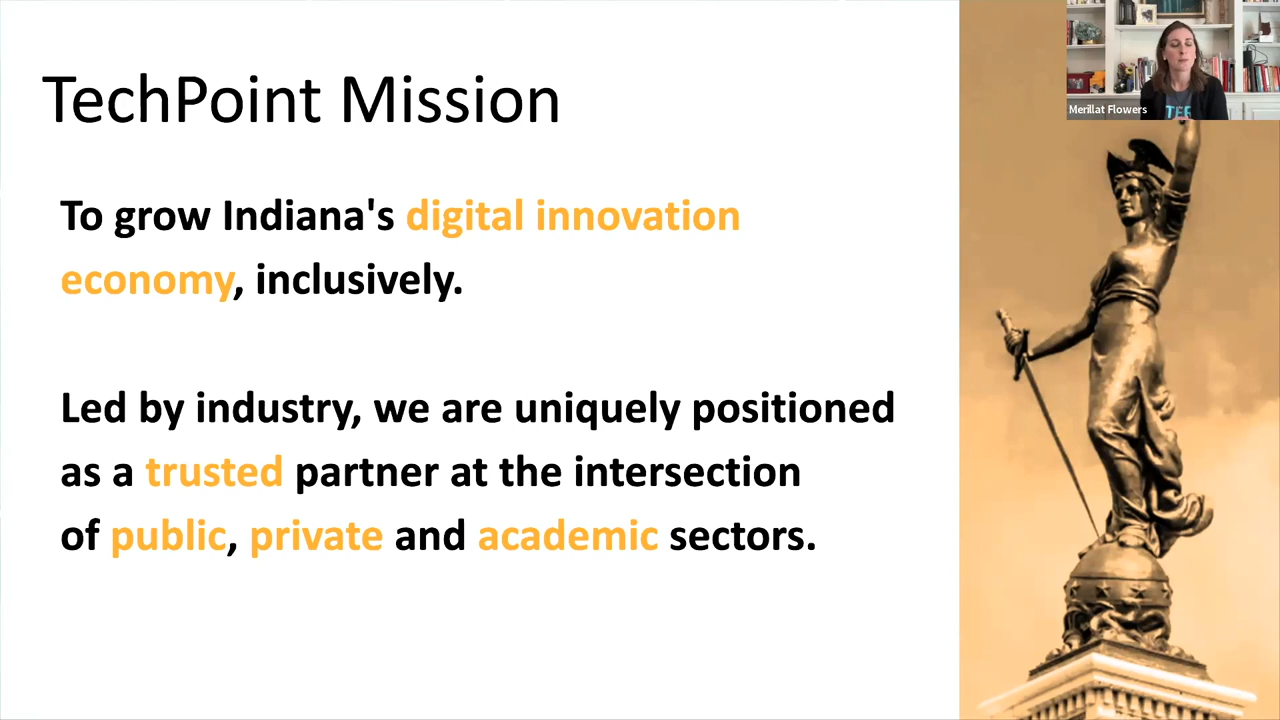 TechPoint Mission
To grow Indiana's digital innovation
economy, inclusively.
Led by industry, we are uniquely positioned
as a trusted partner at the intersection
of public, private and academic sectors.
Merillat Flowers